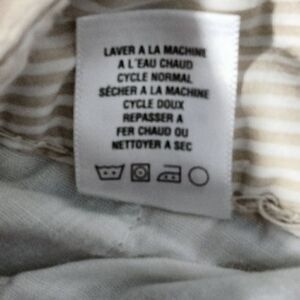 LAVER A LA MACHINE
A L'EAU CHAUD
CYCLE NORMAL
SÉCHER A LA MACHINE
CYCLE DOUX
REPASSER A
FER CHAUD OU
NETTOYER A SEC